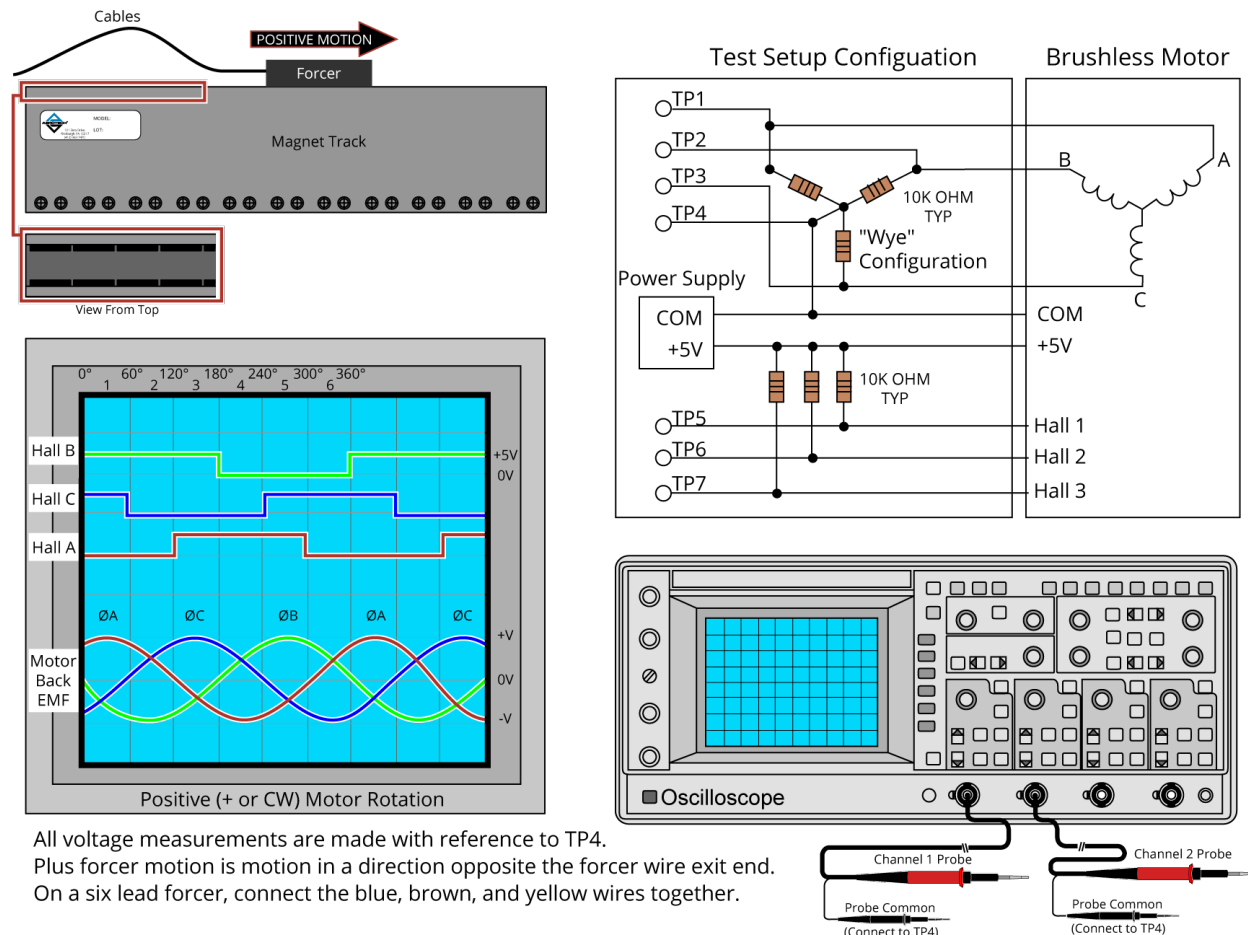 Cables
POSITIVE MOTION
Forcer
MODEL:
LOT:
Magnet Track
View From Top
Test Setup Configuation
Brushless Motor
TP1
TP2
TP3
TP4
A
B
C
10K OHM
TYP
"Wye"
Configuration
Power Supply
COM
+5V
COM
+5V
10K OHM
TYP
TP5
TP6
TP7
Hall 1
Hall 2
Hall 3
0° 60° 120° 180° 240° 300° 360°
1 2 3 4 5 6
Hall B
+5V
0V
Hall C
Hall A
ØA ØC ØB ØA ØC
+V
Motor
Back
EMF
0V
-V
Positive (+ or CW) Motor Rotation
Oscilloscope
Channel 1 Probe
Channel 2 Probe
Probe Common
(Connect to TP4)
Probe Common
(Connect to TP4)
All voltage measurements are made with reference to TP4.
Plus forcer motion is motion in a direction opposite the forcer wire exit end.
On a six lead forcer, connect the blue, brown, and yellow wires together.